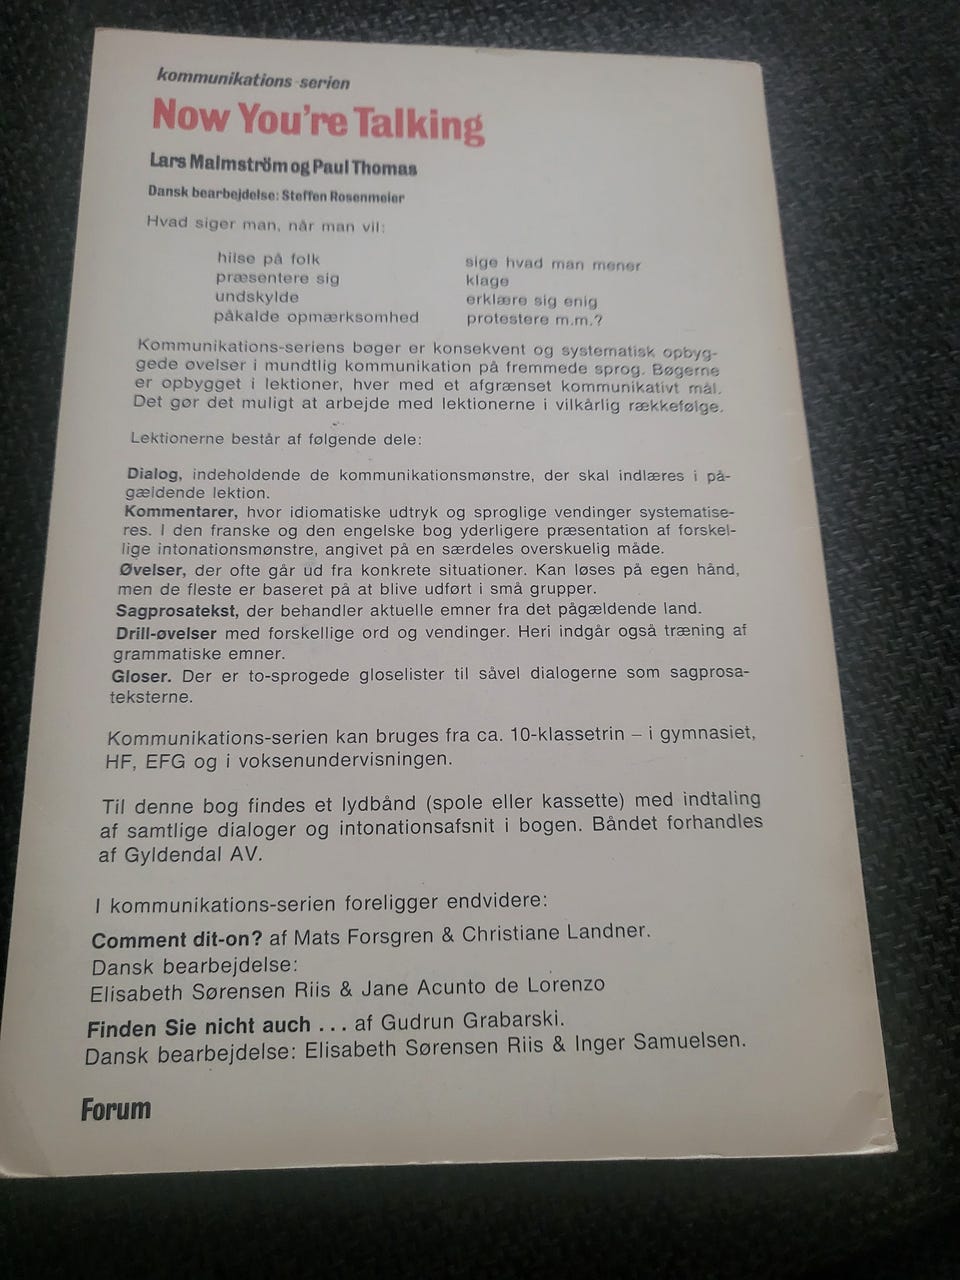 kommunikations-serien
Now You're Talking
Lars Malmström og Paul Thomas
Dansk bearbejdelse: Steffen Rosenmeier
Hvad siger man, når man vil:
hilse på folk
præsentere sig
undskylde
påkalde opmærksomhed
sige hvad man mener
klage
erklære sig enig
protestere m.m.?
Kommunikations-seriens bøger er konsekvent og systematisk opbyg-
gede øvelser i mundtlig kommunikation på fremmede sprog. Bøgerne
er opbygget i lektioner, hver med et afgrænset kommunikativt mål.
Det gør det muligt at arbejde med lektionerne i vilkårlig rækkefølge.
Lektionerne består af følgende dele:
Dialog, indeholdende de kommunikationsmønstre, der skal indlæres i på-
gældende lektion.
Kommentarer, hvor idiomatiske udtryk og sproglige vendinger systematise-
res. I den franske og den engelske bog yderligere præsentation af forskel-
lige intonationsmønstre, angivet på en særdeles overskuelig måde.
Øvelser, der ofte går ud fra konkrete situationer. Kan løses på egen hånd,
men de fleste er baseret på at blive udført i små grupper.
Sagprosatekst, der behandler aktuelle emner fra det pågældende land.
Drill-øvelser med forskellige ord og vendinger. Heri indgår også træning af
grammatiske emner.
Gloser. Der er to-sprogede gloselister til såvel dialogerne som sagprosa-
teksterne.
Kommunikations-serien kan bruges fra ca. 10-klassetrin – i gymnasiet,
HF, EFG og i voksenundervisningen.
Til denne bog findes et lydbånd (spole eller kassette) med indtaling
af samtlige dialoger og intonationsafsnit i bogen. Båndet forhandles
af Gyldendal AV.
I kommunikations-serien foreligger endvidere:
Comment dit-on? af Mats Forsgren & Christiane Landner.
Dansk bearbejdelse:
Elisabeth Sørensen Riis & Jane Acunto de Lorenzo
Finden Sie nicht auch ... af Gudrun Grabarski.
Dansk bearbejdelse: Elisabeth Sørensen Riis & Inger Samuelsen.
Forum